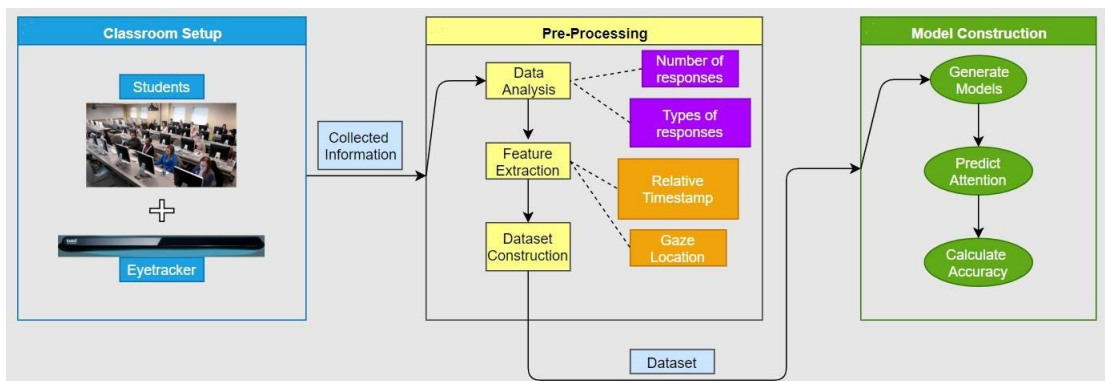 Classroom Setup
Students
Eyetracker
Collected
Information
Pre-Processing
Data
Analysis
Number of
responses
Types of
responses
Feature
Extraction
Relative
Timestamp
Gaze
Location
Dataset
Construction
Dataset
Model Construction
Generate
Models
Predict
Attention
Calculate
Accuracy